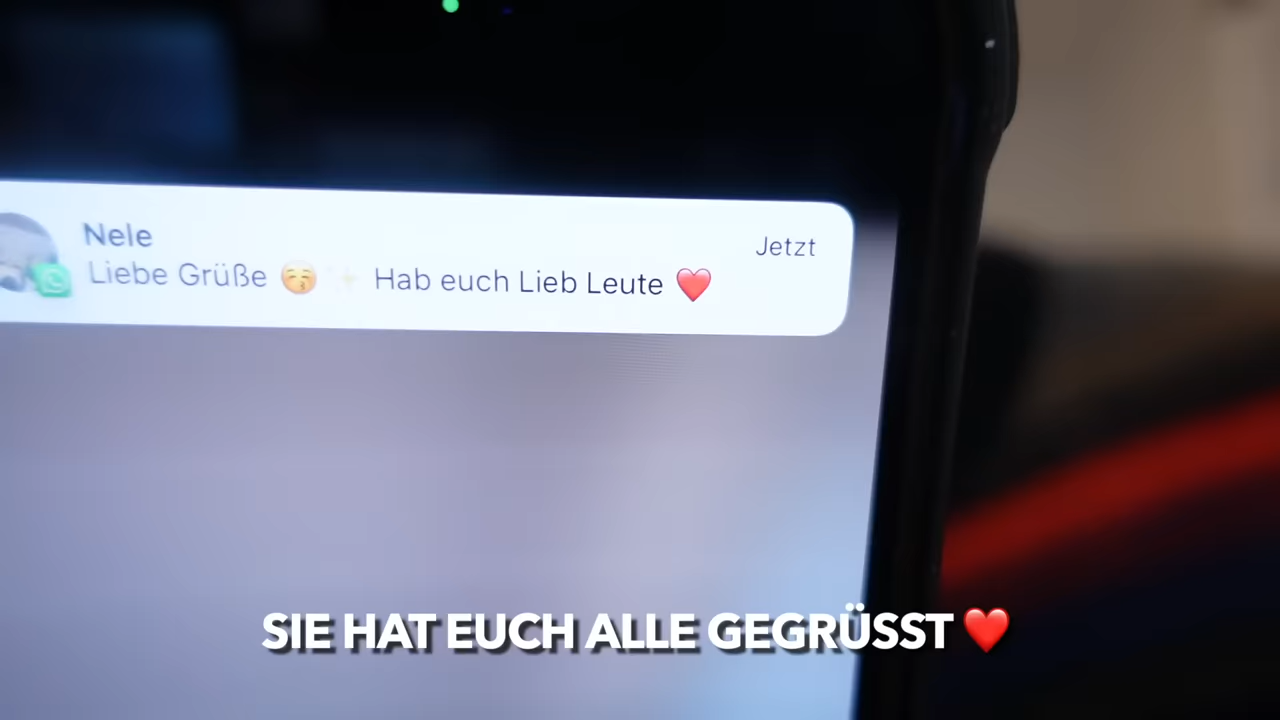 Nele
Jetzt
Liebe Grüße 😚 ✨ Hab euch Lieb Leute ❤️
SIE HAT EUCH ALLE GEGRÜSST ❤️